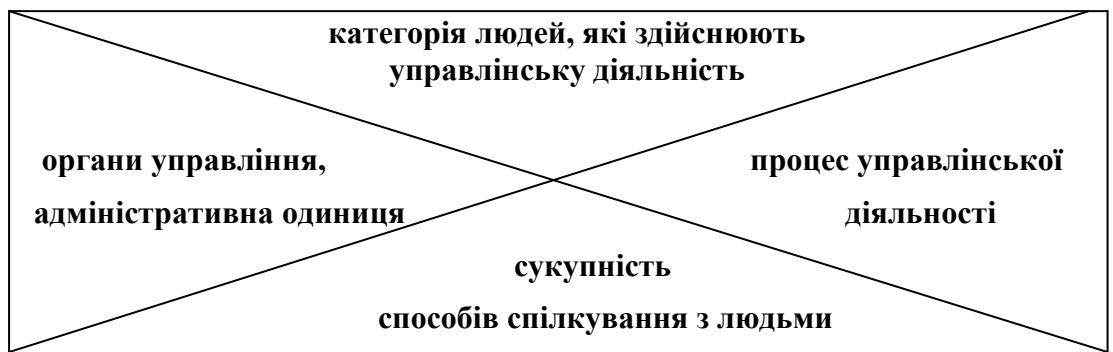 категорія людей, які здійснюють
управлінську діяльність
органи управління,
адміністративна одиниця
процес управлінської
діяльності
сукупність
способів спілкування з людьми